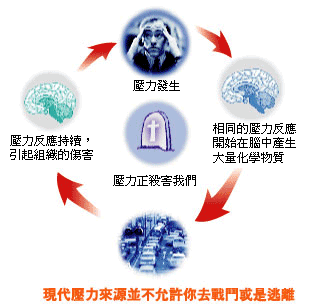 壓力發生
相同的壓力反應
開始在腦中產生
大量化學物質
壓力反應持續，
引起組織的傷害
壓力正殺害我們
現代壓力來源並不允許你去戰鬥或是逃離